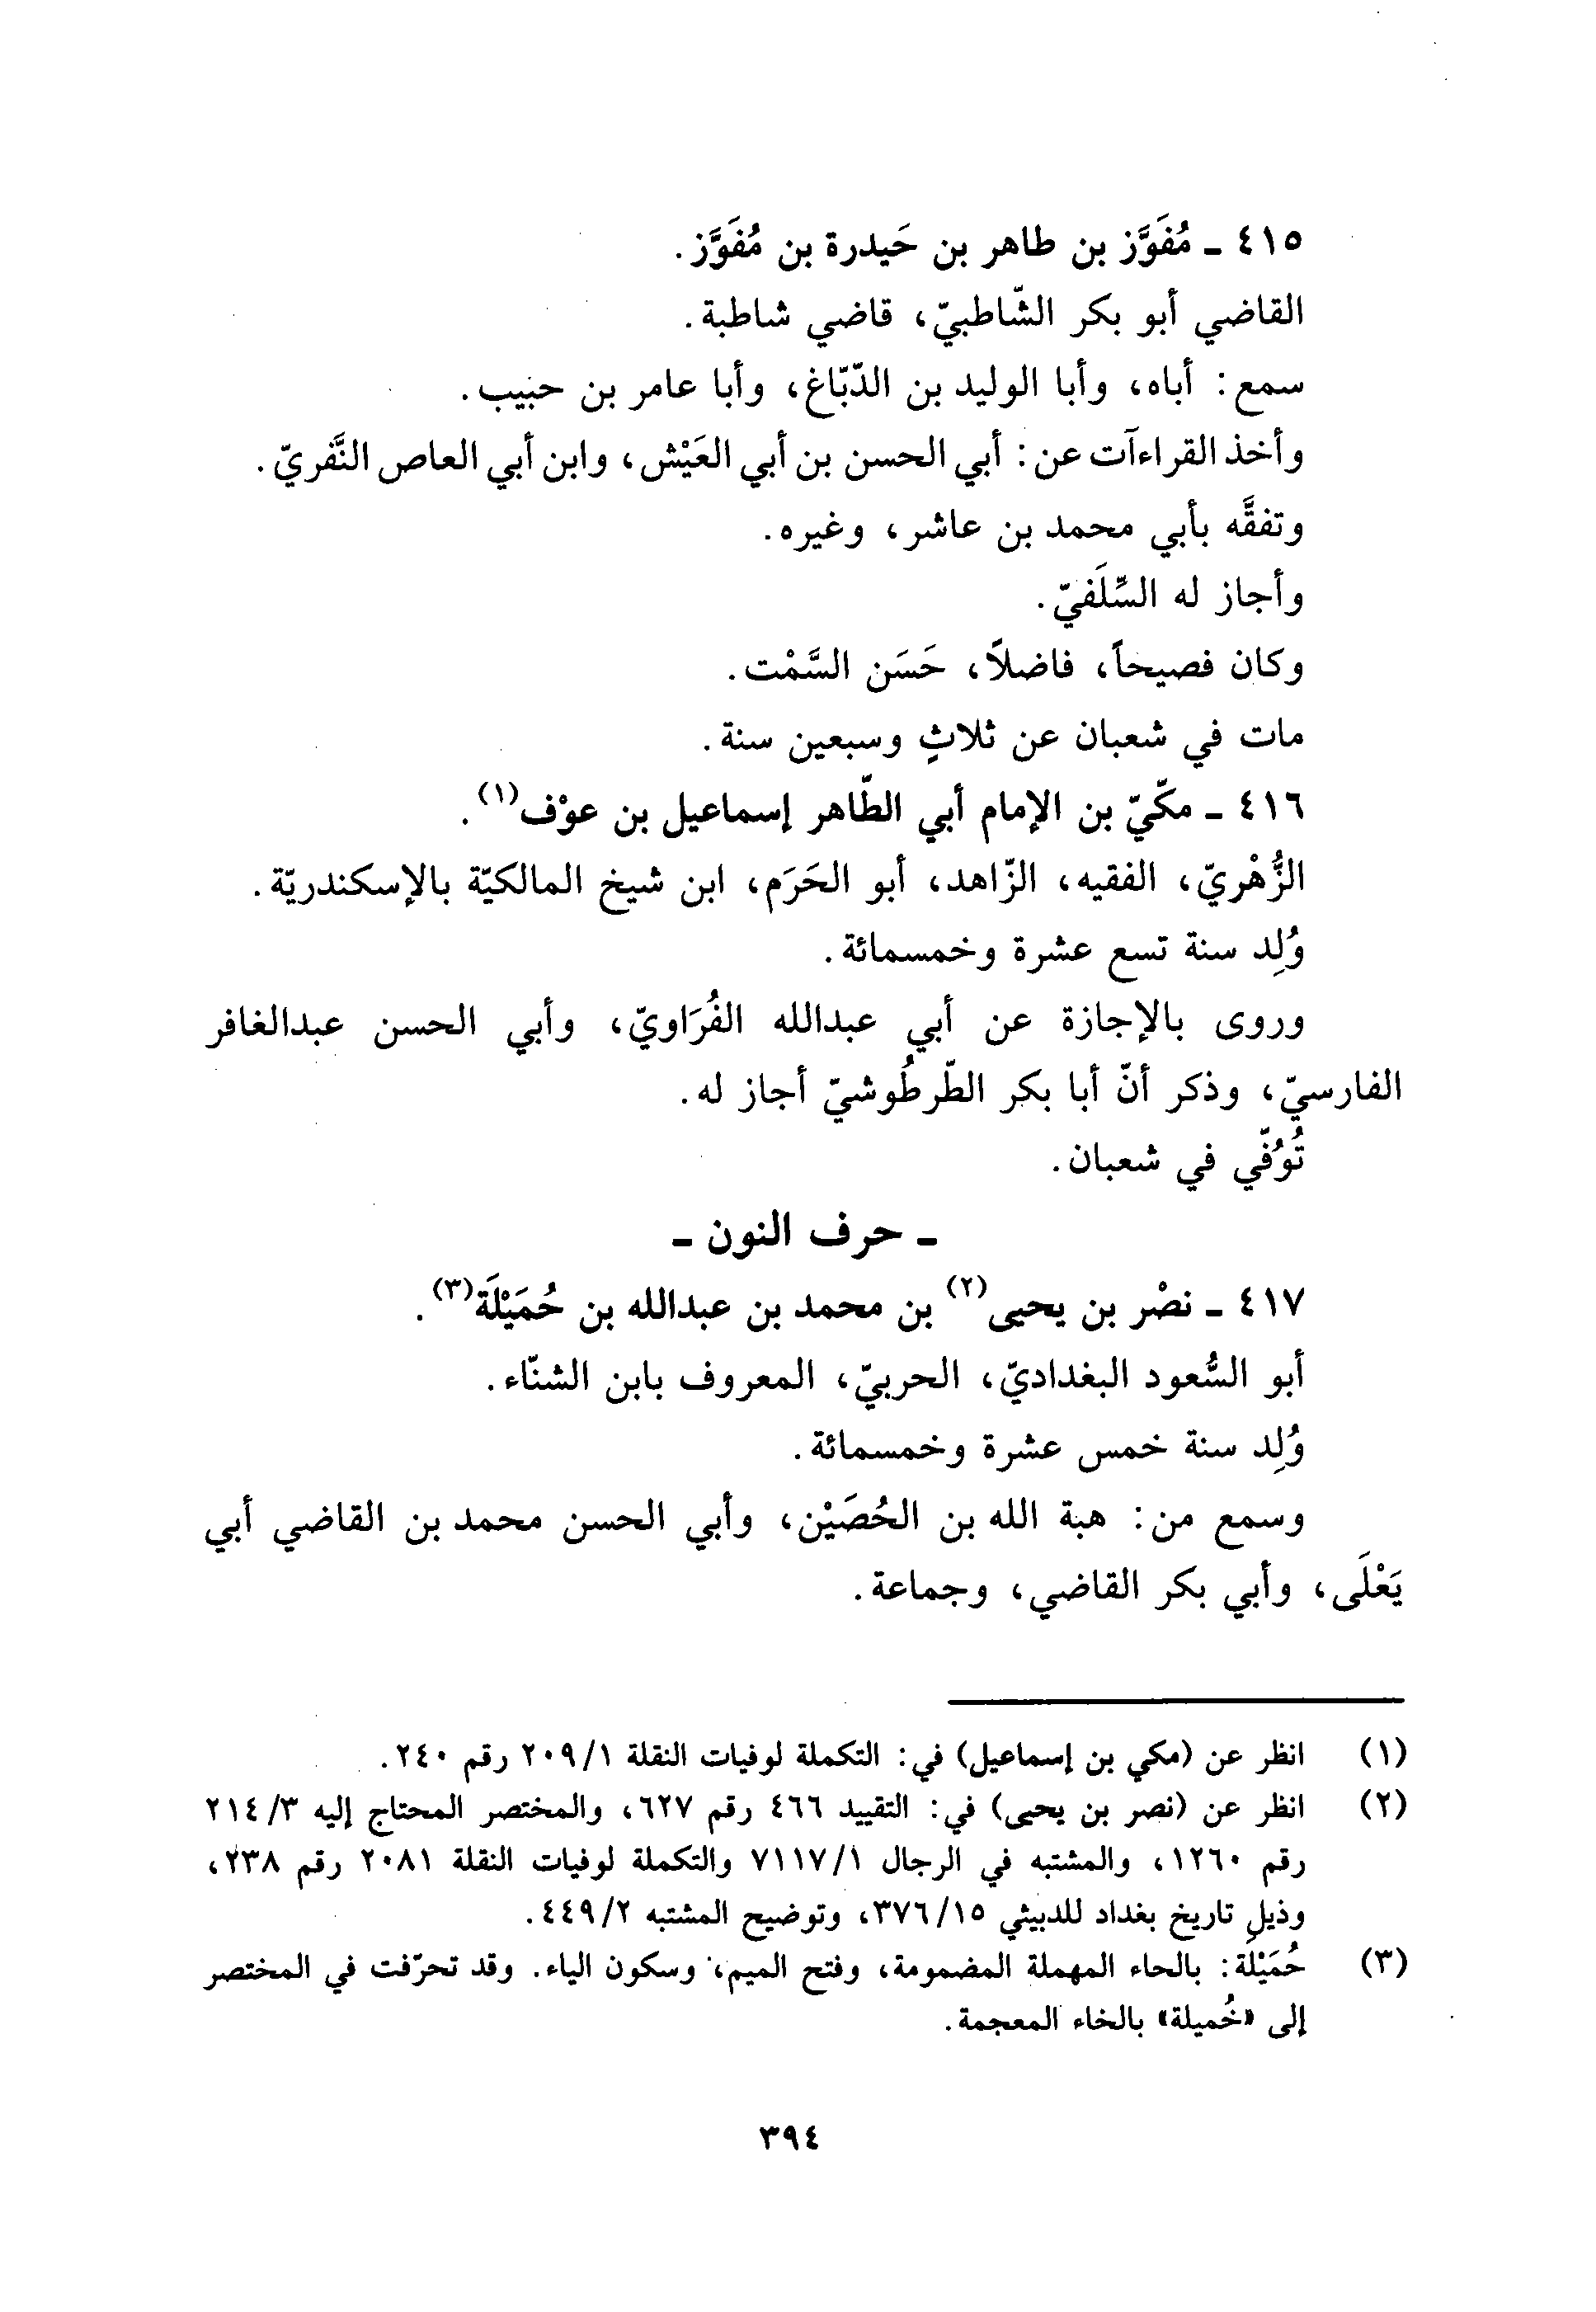 ٤١٥ ـ مُفَوَّز بن طاهر بن حَيدرة بن مُفَوَّز.
القاضي أبو بكر الشّاطبيّ، قاضي شاطبة.
سمع: أباه، وأبا الوليد بن الدّبّاغ، وأبا عامر بن حبيب.
وأخذ القراءآت عن: أبي الحسن بن أبي العَيْش، وابن أبي العاص النَّفريّ.
وتفقَّه بأبي محمد بن عاشر، وغيره.
وأجاز له السِّلَفيّ.
وكان فصيحاً، فاضلاً، حَسَن السَّمْت.
مات في شعبان عن ثلاثٍ وسبعين سنة.
٤١٦ ـ مكّيّ بن الإمام أبي الطّاهر إسماعيل بن عوْف(١).
الزُّهْريّ، الفقيه، الزّاهد، أبو الحَرَم، ابن شيخ المالكيّة بالإسكندريّة.
وُلِد سنة تسع عشرة وخمسمائة.
وروى بالإجازة عن أبي عبدالله الفُرَاويّ، وأبي الحسن عبدالغافر
الفارسيّ، وذكر أنّ أبا بكر الطّرطُوشيّ أجاز له.
تُوُفّي في شعبان.
ـ حرف النون ـ
٤١٧ ـ نصْر بن يحيى(٢) بن محمد بن عبدالله بن حُمَيْلَة(٣).
أبو السُّعود البغداديّ، الحربيّ، المعروف بابن الشنّاء.
وُلِد سنة خمس عشرة وخمسمائة.
وسمع من: هبة الله بن الحُصَيْن، وأبي الحسن محمد بن القاضي أبي
يَعْلَى، وأبي بكر القاضي، وجماعة.
(١) انظر عن (مكي بن إسماعيل) في: التكملة لوفيات النقلة ٢٠٩/١ رقم ٢٤٠.
(٢) انظر عن (نصر بن يحيى) في: التقييد ٤٦٦ رقم ٦٢٧، والمختصر المحتاج إليه ٢١٤/٣
رقم ١٢٦٠، والمشتبه في الرجال ٧١١٧/١ والتكملة لوفيات النقلة ٢٠٨١ رقم ٢٣٨،
وذيل تاريخ بغداد للدبيثي ٣٧٦/١٥، وتوضيح المشتبه ٤٤٩/٢.
(٣) حُمَيْلَة: بالحاء المهملة المضمومة، وفتح الميم، وسكون الياء. وقد تحرّفت في المختصر
إلى «خُميلة» بالخاء المعجمة.
٣٩٤